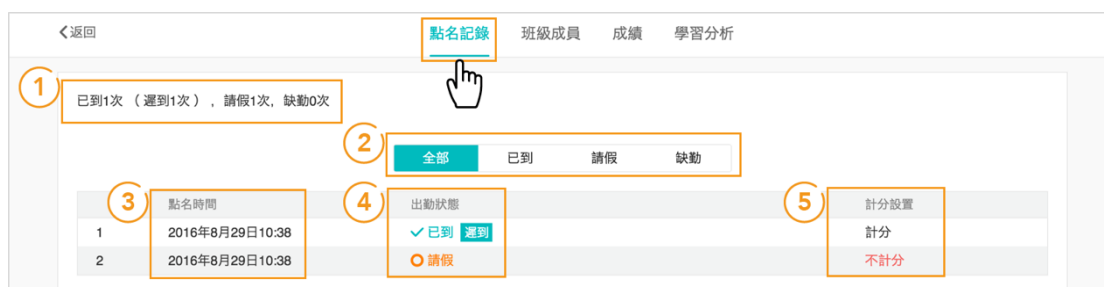 返回 點名記錄 班級成員 成績 學習分析
1
已到1次 （ 遲到1次 ） , 請假1次, 缺勤0次
2
全部 已到 請假 缺勤
3 點名時間 4 出勤狀態 5 計分設置
1 2016年8月29日10:38 已到 遲到 計分
2 2016年8月29日10:38 請假 不計分